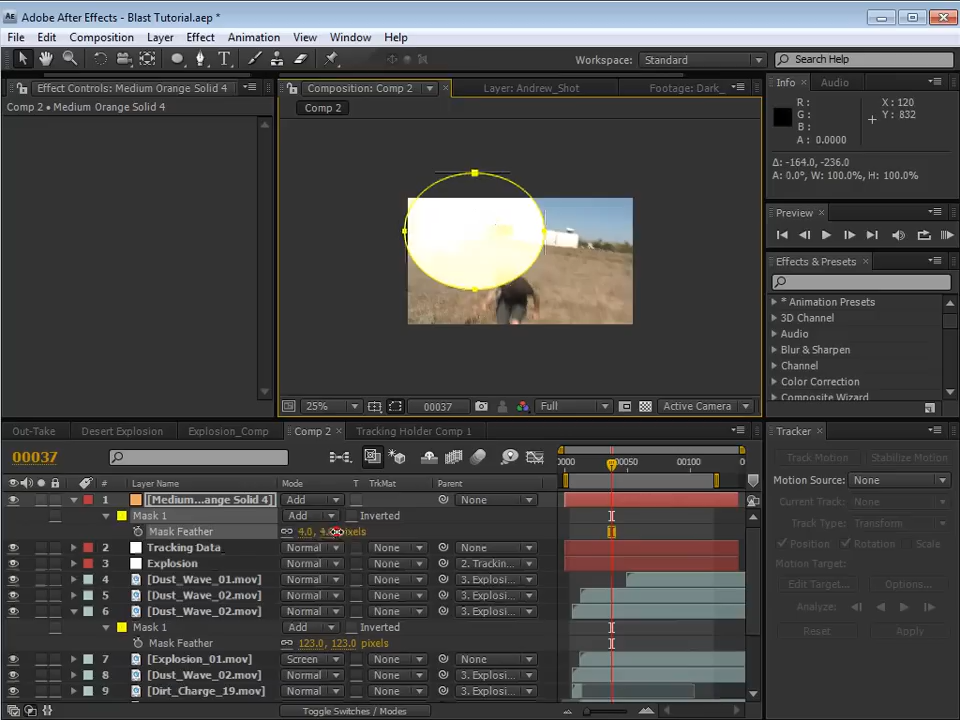 Adobe After Effects - Blast Tutorial.aep *
File Edit Composition Layer Effect Animation View Window Help
Workspace: Standard Search Help
Effect Controls: Medium Orange Solid 4
Comp 2 • Medium Orange Solid 4
Composition: Comp 2 Layer: Andrew_Shot Footage: Dark_
Comp 2
Info Audio
R : X : 120
G : Y : 832
B :
A : 0.0000
Δ: -164.0, -236.0
A: 0.0°, W: 100.0%, H: 100.0%
Preview
Effects & Presets
* Animation Presets
3D Channel
Audio
Blur & Sharpen
Channel
Color Correction
Composite Wizard
25% 00037 Full Active Camera
Out-Take Desert Explosion Explosion_Comp Comp 2 Tracking Holder Comp 1
00037
0000 00050 00100 0
# Layer Name Mode T TrkMat Parent
1 [Medium...ange Solid 4] Add None
Mask 1 Add Inverted
Mask Feather 4.0, pixels
2 Tracking Data Normal None None
3 Explosion Normal None 2. Trackin...
4 [Dust_Wave_01.mov] Normal None 3. Explosi...
5 [Dust_Wave_02.mov] Normal None 3. Explosi...
6 [Dust_Wave_02.mov] Normal None 3. Explosi...
Mask 1 Add Inverted
Mask Feather 123.0, 123.0 pixels
7 [Explosion_01.mov] Screen None None
8 [Dust_Wave_02.mov] Normal None 3. Explosi...
9 [Dirt_Charge_19.mov] Normal None 3. Explosi...
Toggle Switches / Modes
Tracker
Track Motion Stabilize Motion
Motion Source: None
Current Track: None
Track Type: Transform
Position Rotation Scale
Motion Target:
Edit Target... Options...
Analyze:
Reset Apply